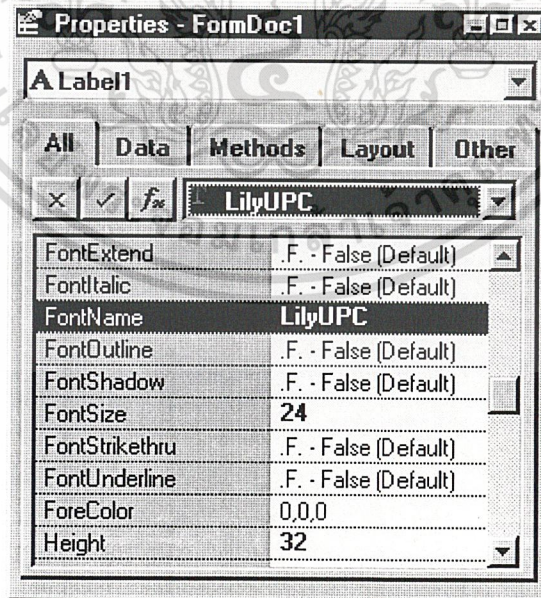 Properties - FormDoc1
A Label1
All Data Methods Layout Other
LilyUPC
FontExtend .F. - False (Default)
FontItalic .F. - False (Default)
FontName LilyUPC
FontOutline .F. - False (Default)
FontShadow .F. - False (Default)
FontSize 24
FontStrikethru .F. - False (Default)
FontUnderline .F. - False (Default)
ForeColor 0,0,0
Height 32